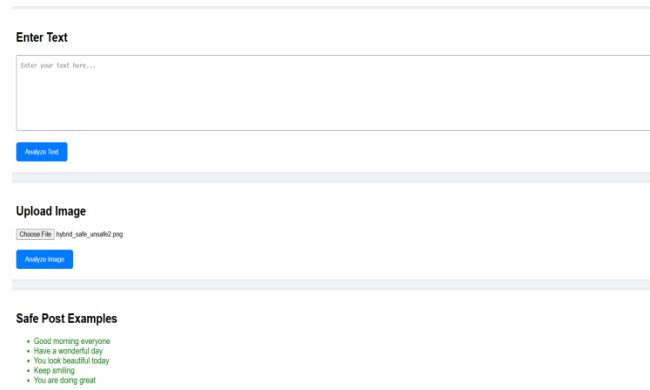 Enter Text
Enter your text here...
Analyze Text
Upload Image
Choose File hybrid_safe_unsafe2.png
Analyze Image
Safe Post Examples
• Good morning everyone
• Have a wonderful day
• You look beautiful today
• Keep smiling
• You are doing great